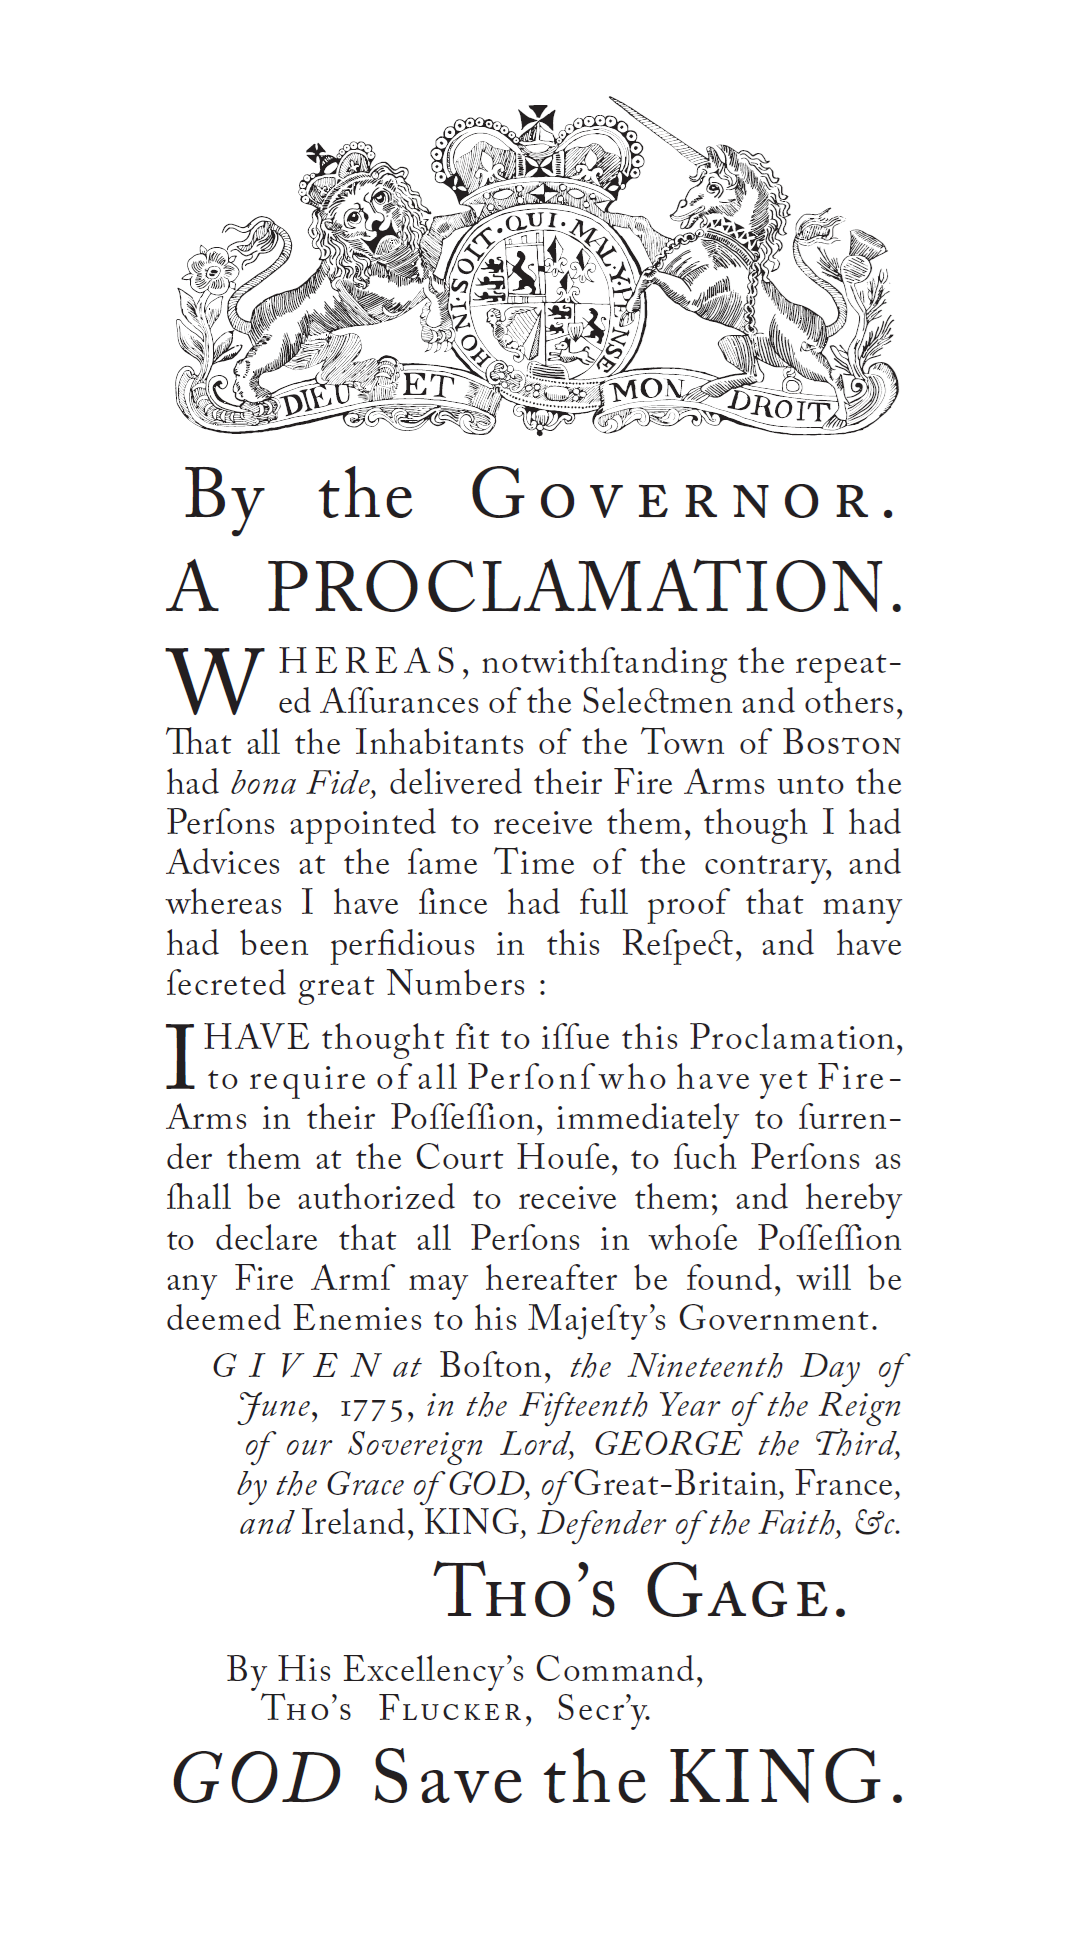 HONI·SOIT·QUI·MAL·Y·PENSE
DIEU ET MON DROIT
By the GOVERNOR.
A PROCLAMATION.
WHEREAS, notwithſtanding the repeat-
ed Aſſurances of the Selectmen and others,
That all the Inhabitants of the Town of BOSTON
had bona Fide, delivered their Fire Arms unto the
Perſons appointed to receive them, though I had
Advices at the ſame Time of the contrary, and
whereas I have ſince had full proof that many
had been perfidious in this Reſpect, and have
ſecreted great Numbers :
I HAVE thought fit to iſſue this Proclamation,
to require of all Perſonſ who have yet Fire-
Arms in their Poſſeſſion, immediately to ſurren-
der them at the Court Houſe, to ſuch Perſons as
ſhall be authorized to receive them; and hereby
to declare that all Perſons in whoſe Poſſeſſion
any Fire Armſ may hereafter be found, will be
deemed Enemies to his Majeſty’s Government.
GIVEN at Boſton, the Nineteenth Day of
June, 1775, in the Fifteenth Year of the Reign
of our Sovereign Lord, GEORGE the Third,
by the Grace of GOD, of Great-Britain, France,
and Ireland, KING, Defender of the Faith, &c.
THO’S GAGE.
By His Excellency’s Command,
THO’S FLUCKER, Secr’y.
GOD Save the KING.